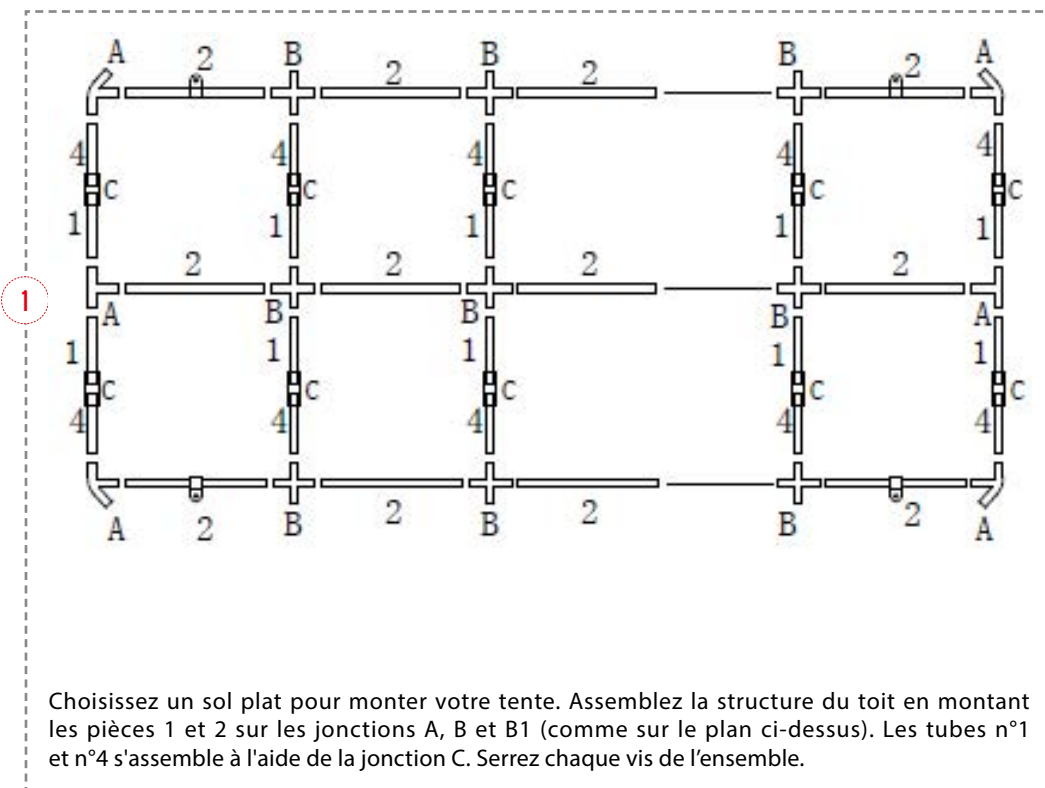 A 2 B 2 B 2 B 2 A
4 4 4 4 4
C C C C C
1 1 1 1 1
2 2 2 2
1
A B B B A
1 1 1 1 1
C C C C C
4 4 4 4 4
A 2 B 2 B 2 B 2 A
Choisissez un sol plat pour monter votre tente. Assemblez la structure du toit en montant
les pièces 1 et 2 sur les jonctions A, B et B1 (comme sur le plan ci-dessus). Les tubes n°1
et n°4 s'assemble à l'aide de la jonction C. Serrez chaque vis de l’ensemble.